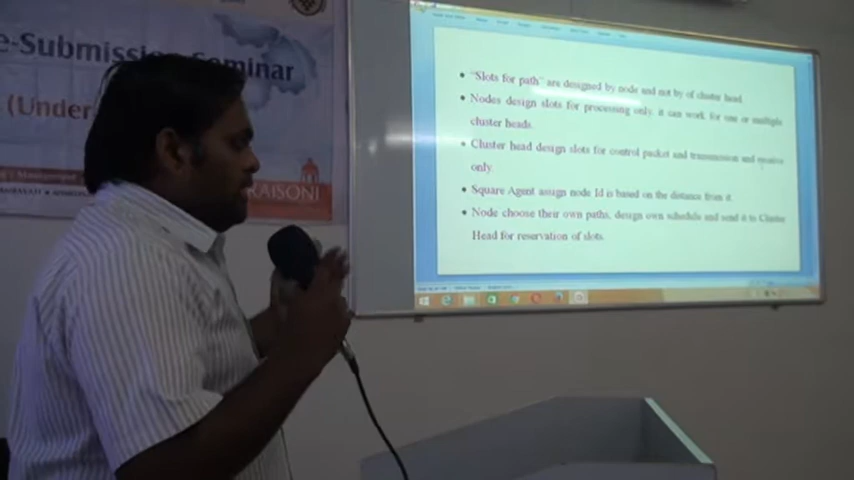 e-Submiss
nar
(Under
RAISONI
• "Slots for path" are designed by node and not by of cluster head.
• Nodes design slots for processing only, it can work for one or multiple
cluster heads.
• Cluster head design slots for control packet and transmission and receive
only.
• Square Agent assign node Id is based on the distance from it.
• Node choose their own paths, design own schedule and send it to Cluster
Head for reservation of slots.